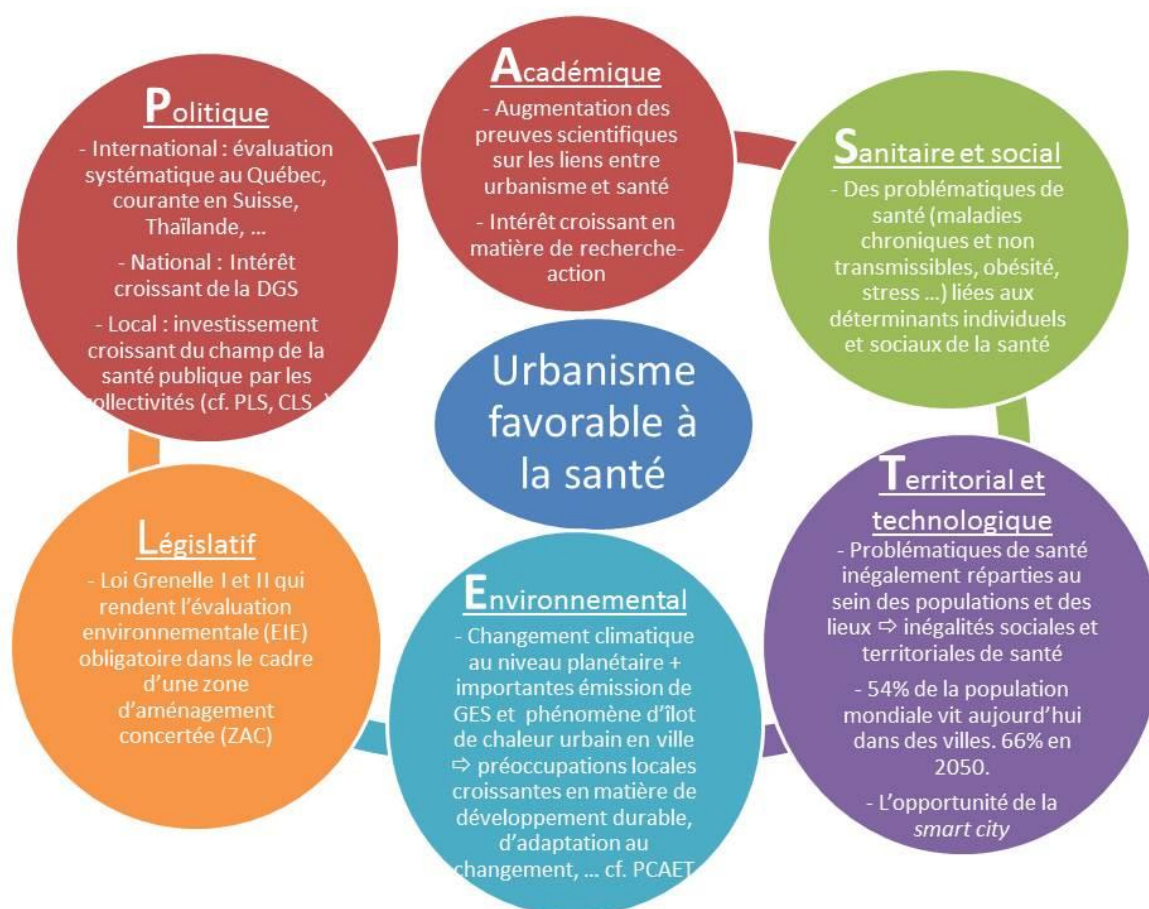 Politique
- International : évaluation
systématique au Québec,
courante en Suisse,
Thaïlande, …
- National : Intérêt
croissant de la DGS
- Local : investissement
croissant du champ de la
santé publique par les
collectivités (cf. PLS, CLS…)
Académique
- Augmentation des
preuves scientifiques
sur les liens entre
urbanisme et santé
- Intérêt croissant en
matière de recherche-
action
Sanitaire et social
- Des problématiques de
santé (maladies
chroniques et non
transmissibles, obésité,
stress …) liées aux
déterminants individuels
et sociaux de la santé
Urbanisme
favorable à
la santé
Législatif
- Loi Grenelle I et II qui
rendent l’évaluation
environnementale (EIE)
obligatoire dans le cadre
d’une zone
d’aménagement
concertée (ZAC)
Environnemental
- Changement climatique
au niveau planétaire +
importantes émission de
GES et phénomène d’îlot
de chaleur urbain en ville
⇨ préoccupations locales
croissantes en matière de
développement durable,
d’adaptation au
changement, … cf. PCAET
Territorial et
technologique
- Problématiques de santé
inégalement réparties au
sein des populations et des
lieux ⇨ inégalités sociales et
territoriales de santé
- 54% de la population
mondiale vit aujourd’hui
dans des villes. 66% en
2050.
- L’opportunité de la
smart city